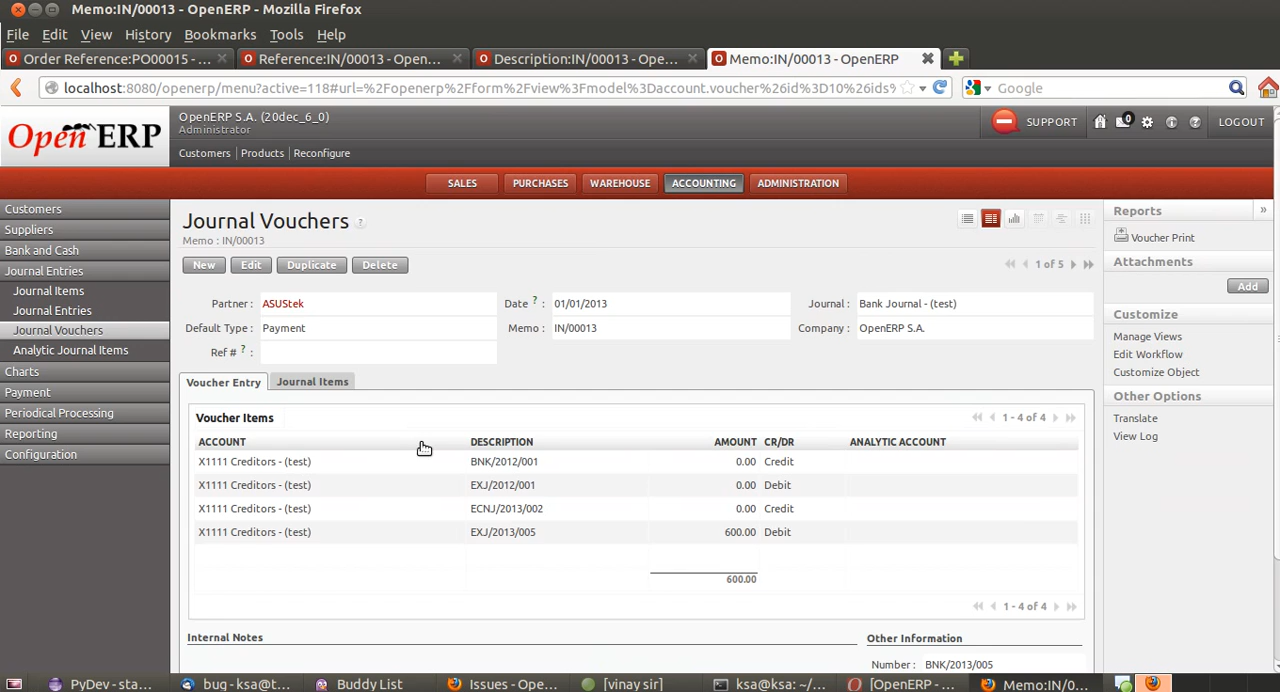 Memo:IN/00013 - OpenERP - Mozilla Firefox
File Edit View History Bookmarks Tools Help
Order Reference:PO00015 - ... Reference:IN/00013 - Open... Description:IN/00013 - Ope... Memo:IN/00013 - OpenERP
localhost:8080/openerp/menu?active=118#url=%2Fopenerp%2Fform%2Fview%3Fmodel%3Daccount.voucher%26id%3D10%26ids% Google
OpenERP
OpenERP S.A. (20dec_6_0)
Administrator
Customers | Products | Reconfigure
SUPPORT 0 LOGOUT
SALES PURCHASES WAREHOUSE ACCOUNTING ADMINISTRATION
Customers
Suppliers
Bank and Cash
Journal Entries
Journal Items
Journal Entries
Journal Vouchers
Analytic Journal Items
Charts
Payment
Periodical Processing
Reporting
Configuration
Journal Vouchers ?
Memo : IN/00013
New Edit Duplicate Delete
1 of 5
Partner : ASUStek Date ? : 01/01/2013 Journal : Bank Journal - (test)
Default Type : Payment Memo : IN/00013 Company : OpenERP S.A.
Ref # ? :
Voucher Entry Journal Items
Voucher Items 1 - 4 of 4
ACCOUNT DESCRIPTION AMOUNT CR/DR ANALYTIC ACCOUNT
X1111 Creditors - (test) BNK/2012/001 0.00 Credit
X1111 Creditors - (test) EXJ/2012/001 0.00 Debit
X1111 Creditors - (test) ECNJ/2013/002 0.00 Credit
X1111 Creditors - (test) EXJ/2013/005 600.00 Debit
600.00
1 - 4 of 4
Internal Notes Other Information
Number : BNK/2013/005
Reports »
Voucher Print
Attachments
Add
Customize
Manage Views
Edit Workflow
Customize Object
Other Options
Translate
View Log
PyDev - sta... bug - ksa@t... Buddy List Issues - Ope... [vinay sir] ksa@ksa: ~/... [OpenERP - ... Memo:IN/0...